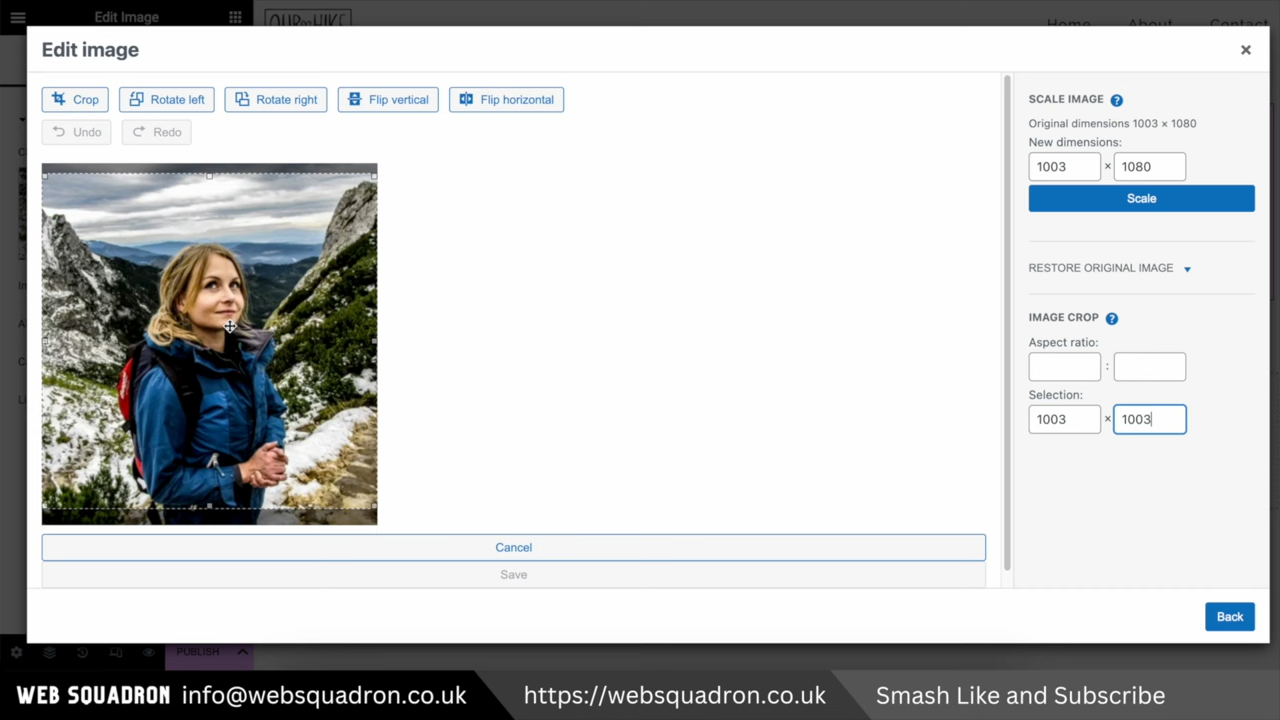 Edit Image
OUR HIKE
Home About Contact
Edit image
Crop Rotate left Rotate right Flip vertical Flip horizontal
Undo Redo
SCALE IMAGE ?
Original dimensions 1003 × 1080
New dimensions:
1003 × 1080
Scale
RESTORE ORIGINAL IMAGE
IMAGE CROP ?
Aspect ratio:
:
Selection:
1003 × 1003
Cancel
Save
Back
PUBLISH
WEB SQUADRON info@websquadron.co.uk https://websquadron.co.uk Smash Like and Subscribe